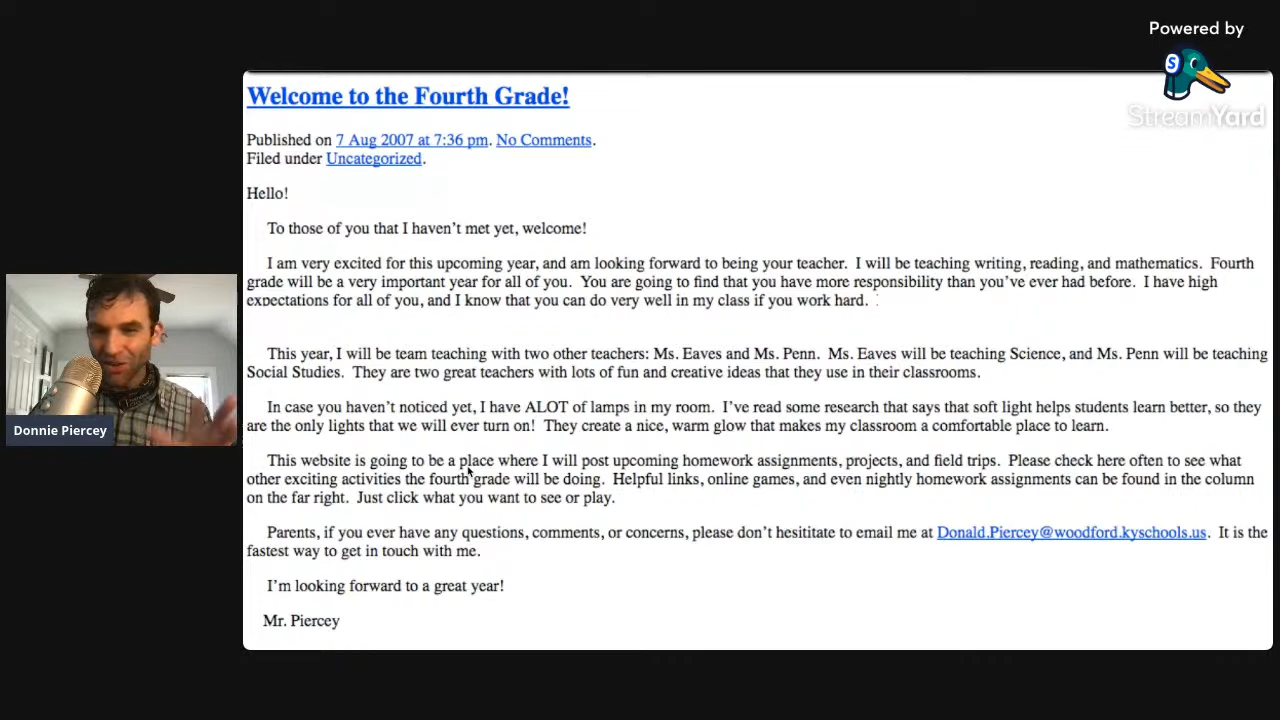 Powered by
StreamYard
Welcome to the Fourth Grade!
Published on 7 Aug 2007 at 7:36 pm. No Comments.
Filed under Uncategorized.
Hello!
To those of you that I haven't met yet, welcome!
I am very excited for this upcoming year, and am looking forward to being your teacher. I will be teaching writing, reading, and mathematics. Fourth
grade will be a very important year for all of you. You are going to find that you have more responsibility than you've ever had before. I have high
expectations for all of you, and I know that you can do very well in my class if you work hard.
This year, I will be team teaching with two other teachers: Ms. Eaves and Ms. Penn. Ms. Eaves will be teaching Science, and Ms. Penn will be teaching
Social Studies. They are two great teachers with lots of fun and creative ideas that they use in their classrooms.
In case you haven't noticed yet, I have ALOT of lamps in my room. I've read some research that says that soft light helps students learn better, so they
are the only lights that we will ever turn on! They create a nice, warm glow that makes my classroom a comfortable place to learn.
This website is going to be a place where I will post upcoming homework assignments, projects, and field trips. Please check here often to see what
other exciting activities the fourth grade will be doing. Helpful links, online games, and even nightly homework assignments can be found in the column
on the far right. Just click what you want to see or play.
Parents, if you ever have any questions, comments, or concerns, please don't hesititate to email me at Donald.Piercey@woodford.kyschools.us. It is the
fastest way to get in touch with me.
I'm looking forward to a great year!
Mr. Piercey
Donnie Piercey